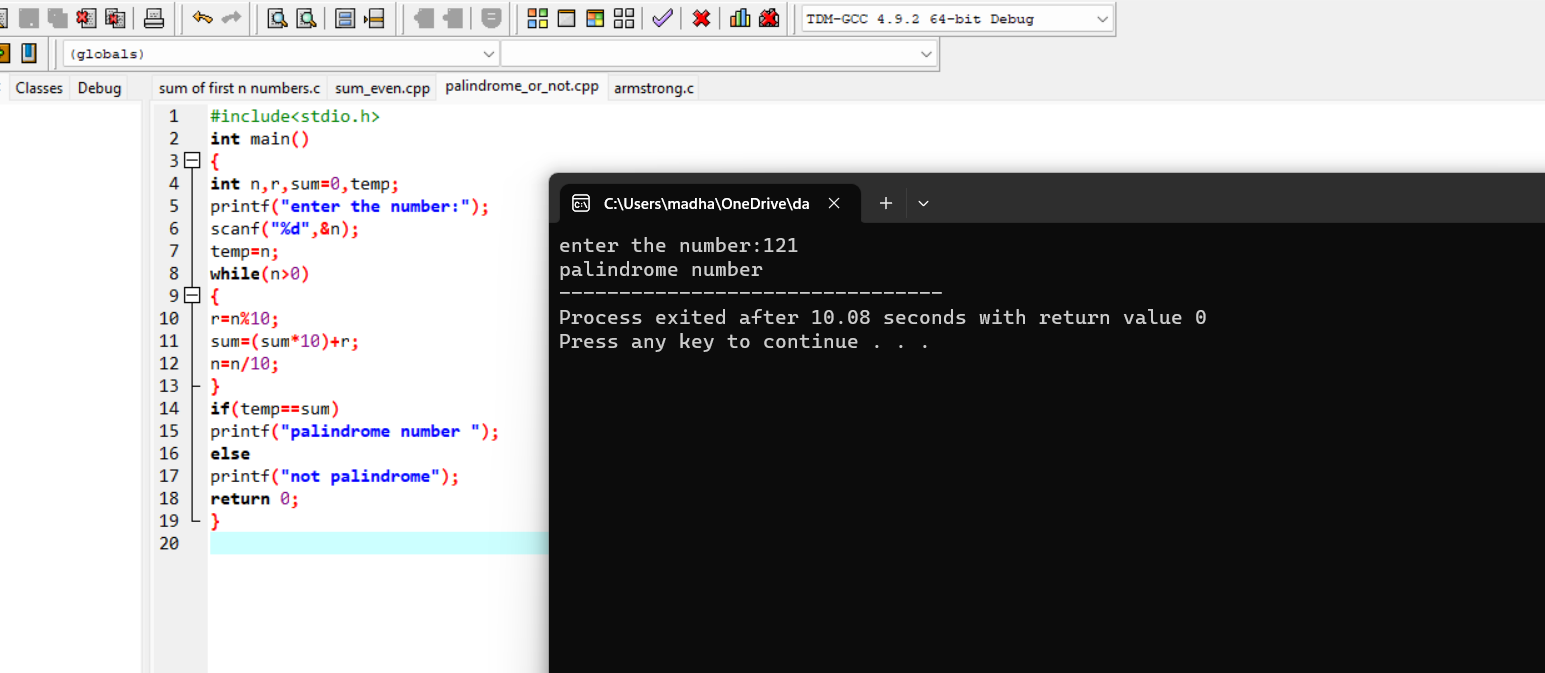 TDM-GCC 4.9.2 64-bit Debug
(globals)
Classes Debug sum of first n numbers.c sum_even.cpp palindrome_or_not.cpp armstrong.c
1 #include<stdio.h>
2 int main()
3 {
4 int n,r,sum=0,temp;
5 printf("enter the number:");
6 scanf("%d",&n);
7 temp=n;
8 while(n>0)
9 {
10 r=n%10;
11 sum=(sum*10)+r;
12 n=n/10;
13 }
14 if(temp==sum)
15 printf("palindrome number ");
16 else
17 printf("not palindrome");
18 return 0;
19 }
20
C:\Users\madha\OneDrive\da
enter the number:121
palindrome number
--------------------------------
Process exited after 10.08 seconds with return value 0
Press any key to continue . . .